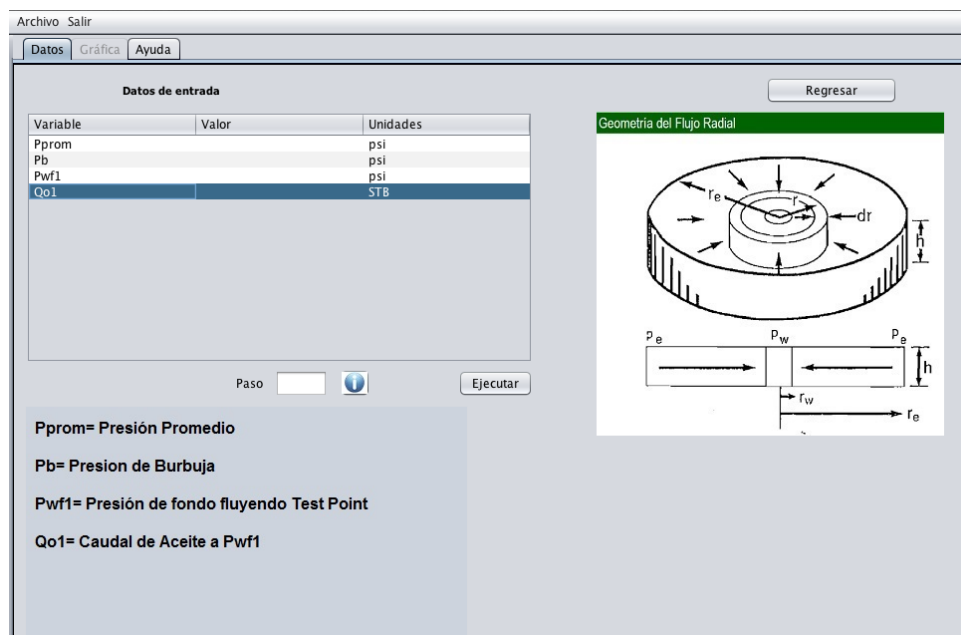 Archivo Salir
Datos Gráfica Ayuda
Datos de entrada
Regresar
Variable Valor Unidades
Pprom psi
Pb psi
Pwf1 psi
Qo1 STB
Paso
Ejecutar
Pprom= Presión Promedio
Pb= Presion de Burbuja
Pwf1= Presión de fondo fluyendo Test Point
Qo1= Caudal de Aceite a Pwf1
Geometria del Flujo Radial
re
r
dr
h
Pe Pw Pe
h
rw
re